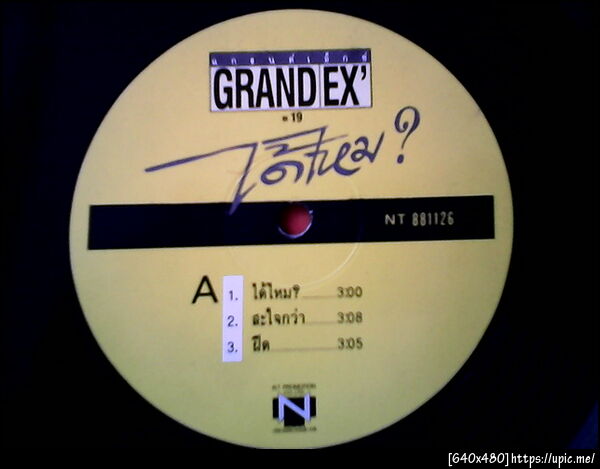 แกรนด์เอ็กซ์
GRAND EX'
19
ได้ไหม?
NT 881126
A
1. ได้ไหม? 3:00
2. สะใจกว่า 3:08
3. ฝืด 3:05
N
[640x480]https://upic.me/